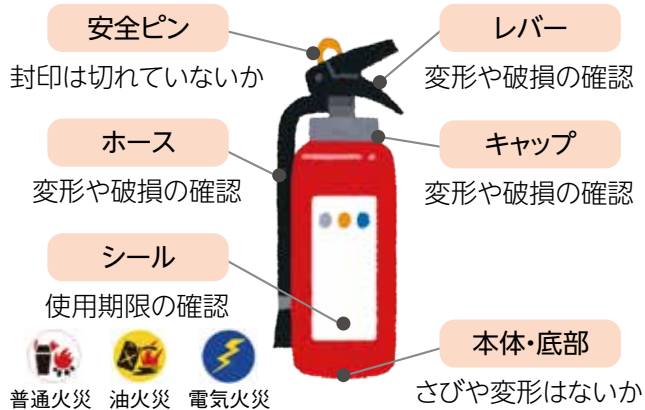 安全ピン
封印は切れていないか
レバー
変形や破損の確認
ホース
変形や破損の確認
キャップ
変形や破損の確認
シール
使用期限の確認
普通火災 油火災 電気火災
本体・底部
さびや変形はないか